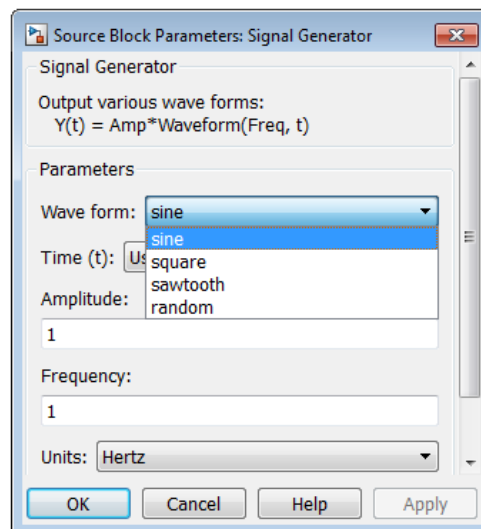 Source Block Parameters: Signal Generator
Signal Generator
Output various wave forms:
Y(t) = Amp*Waveform(Freq, t)
Parameters
Wave form: sine
sine
square
sawtooth
random
Time (t):
Amplitude:
1
Frequency:
1
Units: Hertz
OK Cancel Help Apply